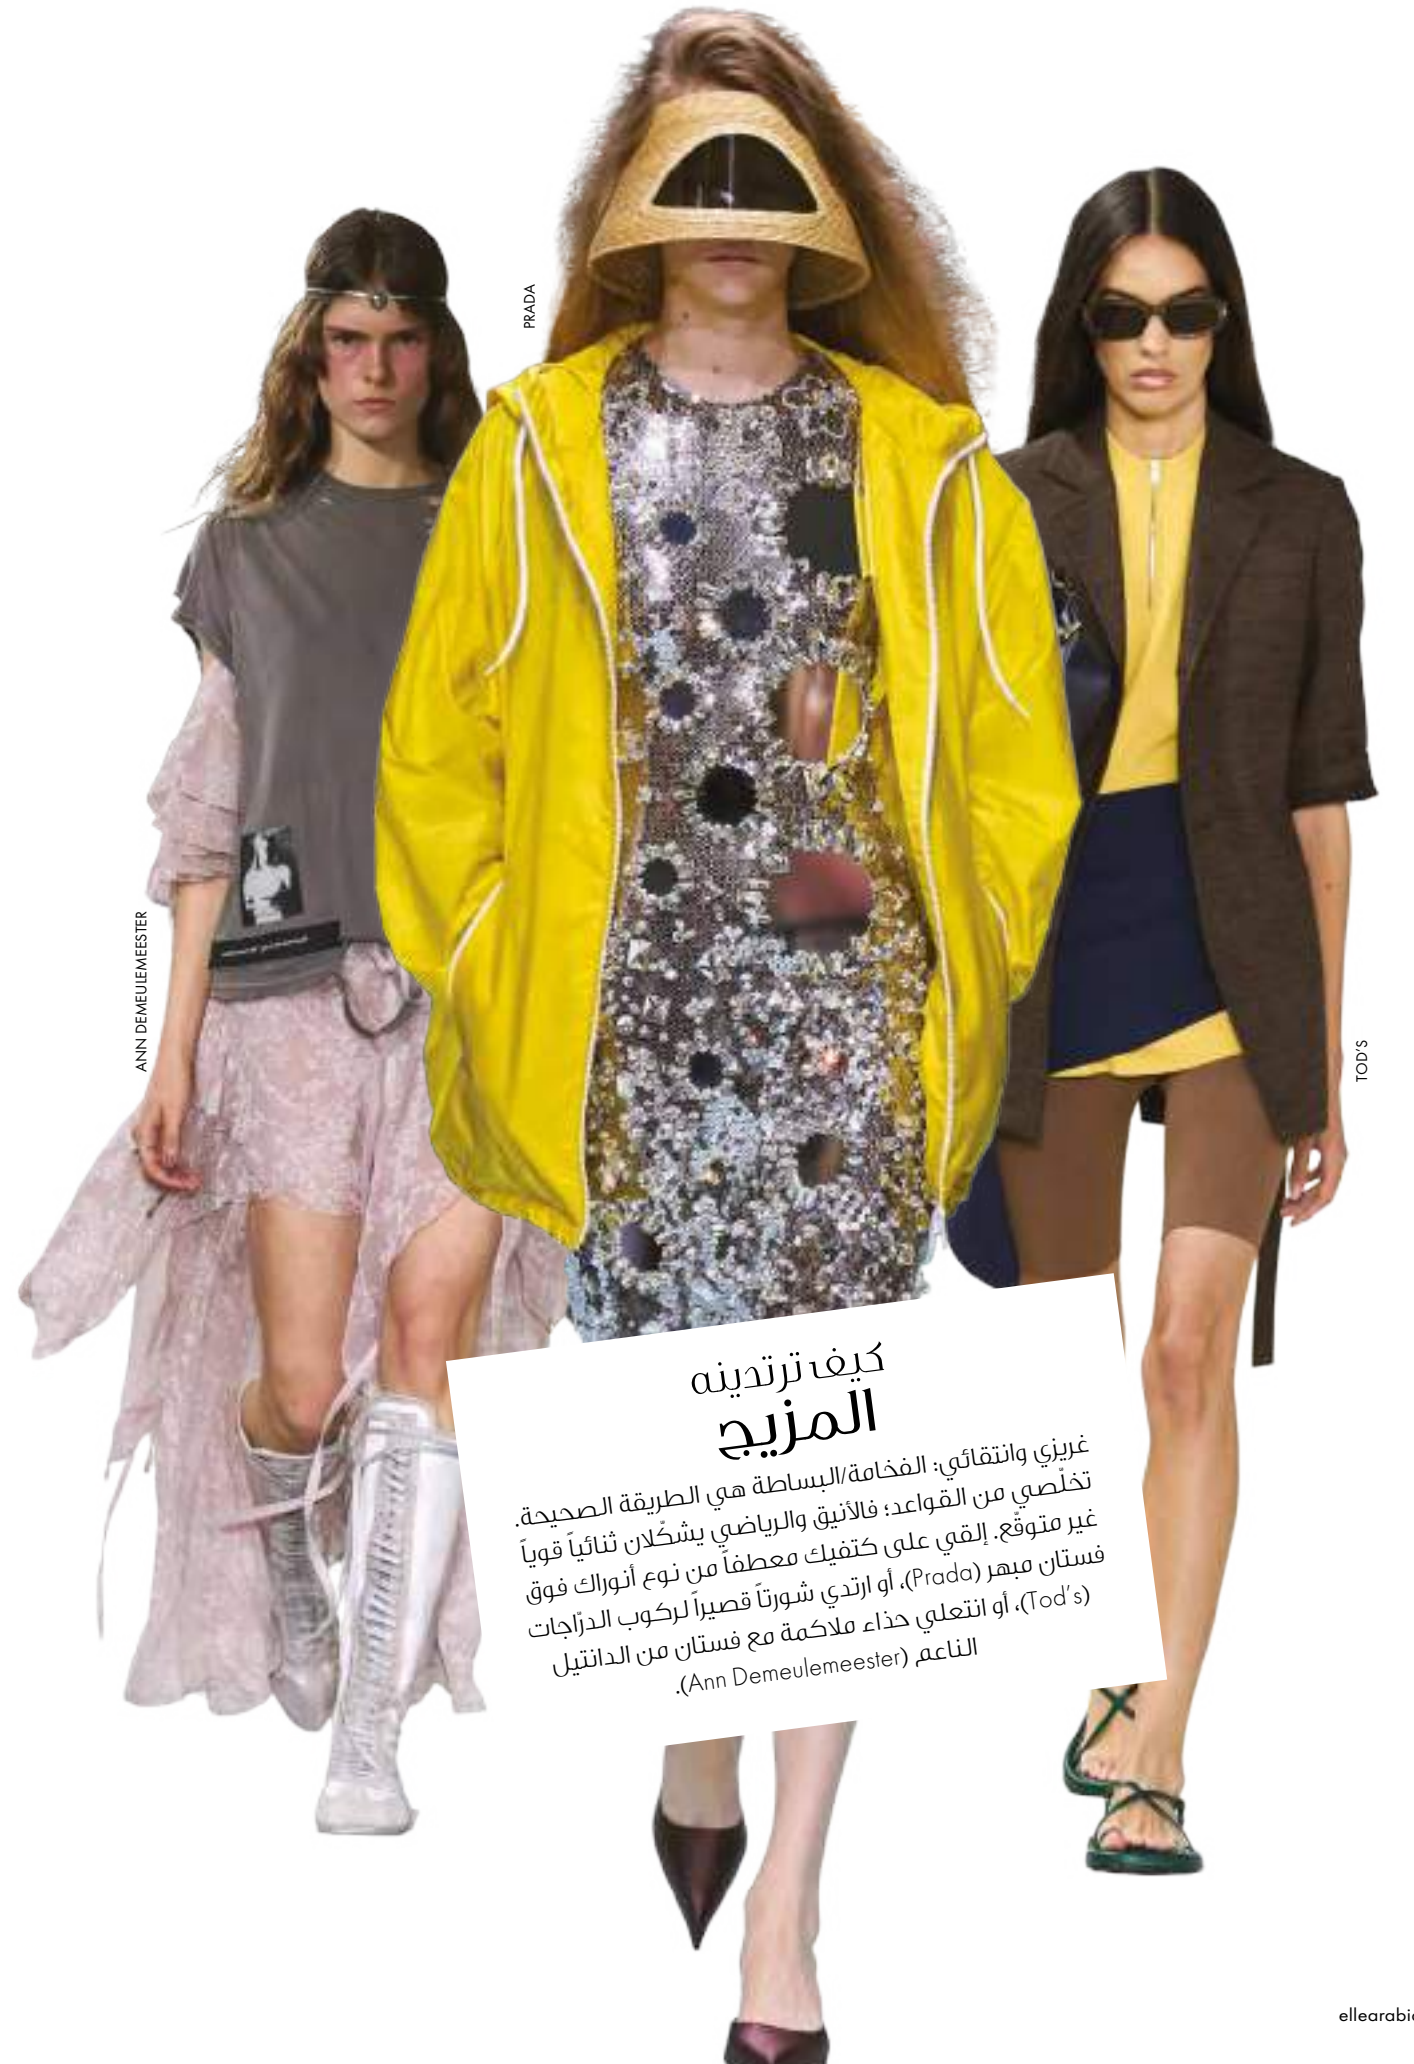 PRADA
ANN DEMEULEMEESTER
TOD'S
كيف ترتدينه
المزيج
غريزي وانتقائي: الفخامة/البساطة هي الطريقة الصحيحة.
تخلّصي من القواعد؛ فالأنيق والرياضي يشكّلان ثنائياً قوياً
غير متوقّع. إلقي على كتفيك معطفاً من نوع أنوراك فوق
فستان مبهر (Prada)، أو ارتدي شورتاً قصيراً لركوب الدرّاجات
(Tod's)، أو انتعلي حذاء ملاكمة مع فستان من الدانتيل
الناعم (Ann Demeulemeester).